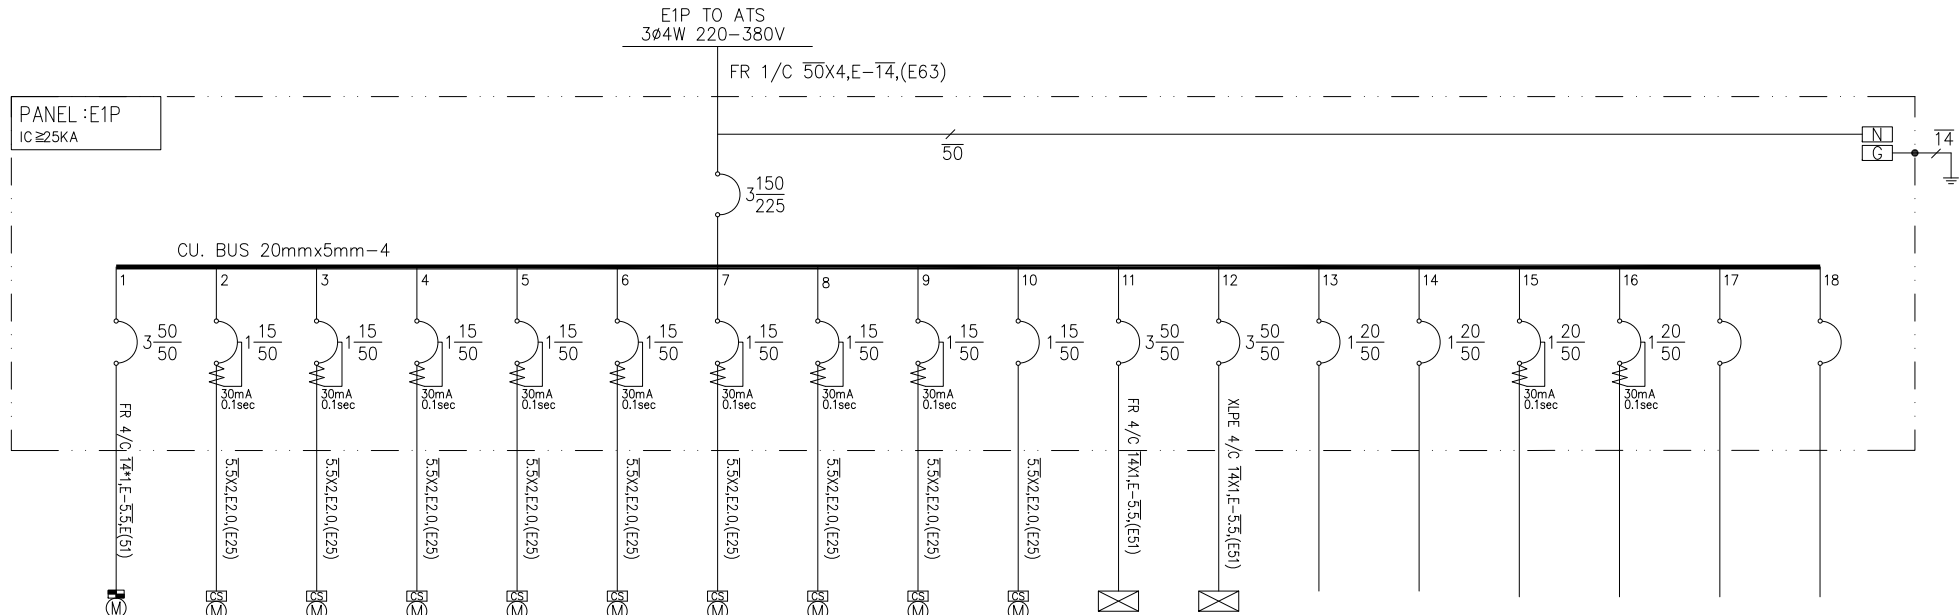 E1P TO ATS
3ø4W 220-380V
FR 1/C 50X4,E-14,(E63)
PANEL :E1P
IC≧25KA
50
N
G
14
3 150/225
CU. BUS 20mmx5mm-4
1 2 3 4 5 6 7 8 9 10 11 12 13 14 15 16 17 18
3 50/50
1 15/50
1 15/50
1 15/50
1 15/50
1 15/50
1 15/50
1 15/50
1 15/50
1 15/50
3 50/50
3 50/50
1 20/50
1 20/50
1 20/50
1 20/50
30mA
0.1sec
30mA
0.1sec
30mA
0.1sec
30mA
0.1sec
30mA
0.1sec
30mA
0.1sec
30mA
0.1sec
30mA
0.1sec
30mA
0.1sec
30mA
0.1sec
FR 4/C 14*1,E-5.5,E(51)
5.5X2,E2.0,(E25)
5.5X2,E2.0,(E25)
5.5X2,E2.0,(E25)
5.5X2,E2.0,(E25)
5.5X2,E2.0,(E25)
5.5X2,E2.0,(E25)
5.5X2,E2.0,(E25)
5.5X2,E2.0,(E25)
5.5X2,E2.0,(E25)
FR 4/C 14X1,E-5.5,(E51)
XLPE 4/C 14X1,E-5.5,(E51)
CS CS CS CS CS CS CS CS CS
M M M M M M M M M M